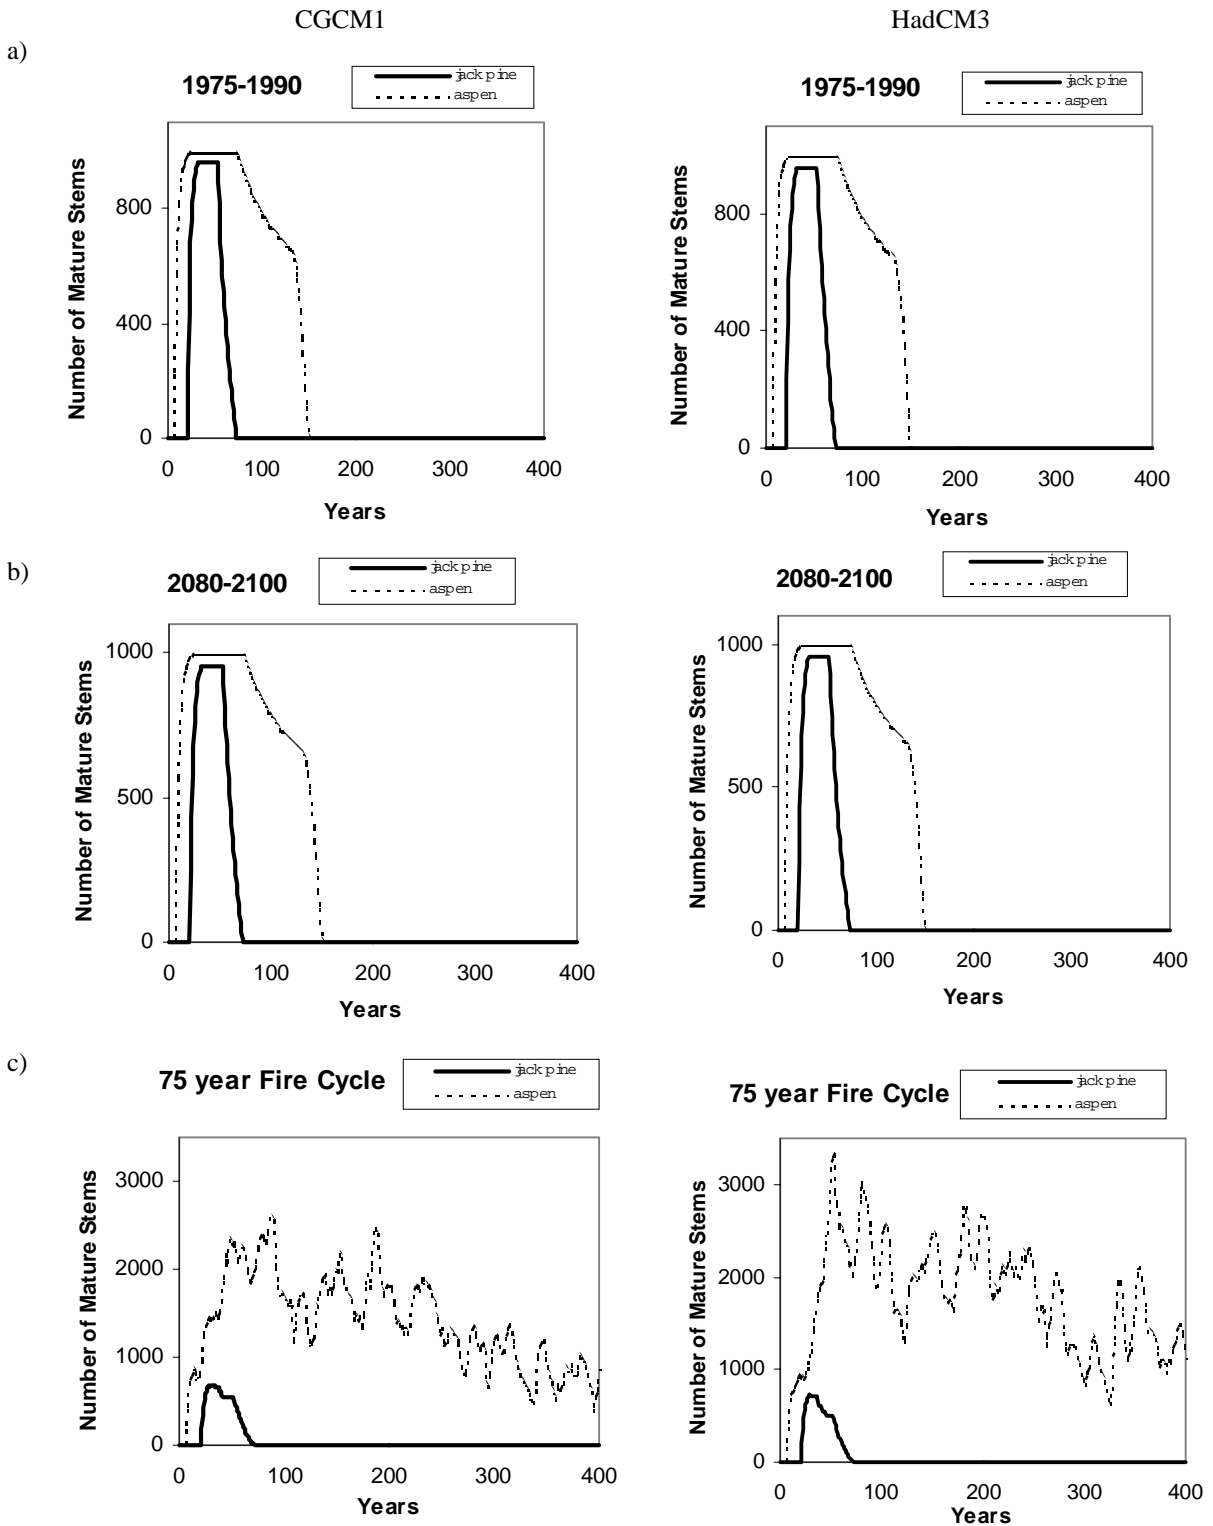 CGCM1
HadCM3
a)
1975-1990
jack pine
aspen
Number of Mature Stems
800
400
0
0 100 200 300 400
Years
1975-1990
jack pine
aspen
Number of Mature Stems
800
400
0
0 100 200 300 400
Years
b)
2080-2100
jack pine
aspen
Number of Mature Stems
1000
500
0
0 100 200 300 400
Years
2080-2100
jack pine
aspen
Number of Mature Stems
1000
500
0
0 100 200 300 400
Years
c)
75 year Fire Cycle
jack pine
aspen
Number of Mature Stems
3000
2000
1000
0
0 100 200 300 400
Years
75 year Fire Cycle
jack pine
aspen
Number of Mature Stems
3000
2000
1000
0
0 100 200 300 400
Years